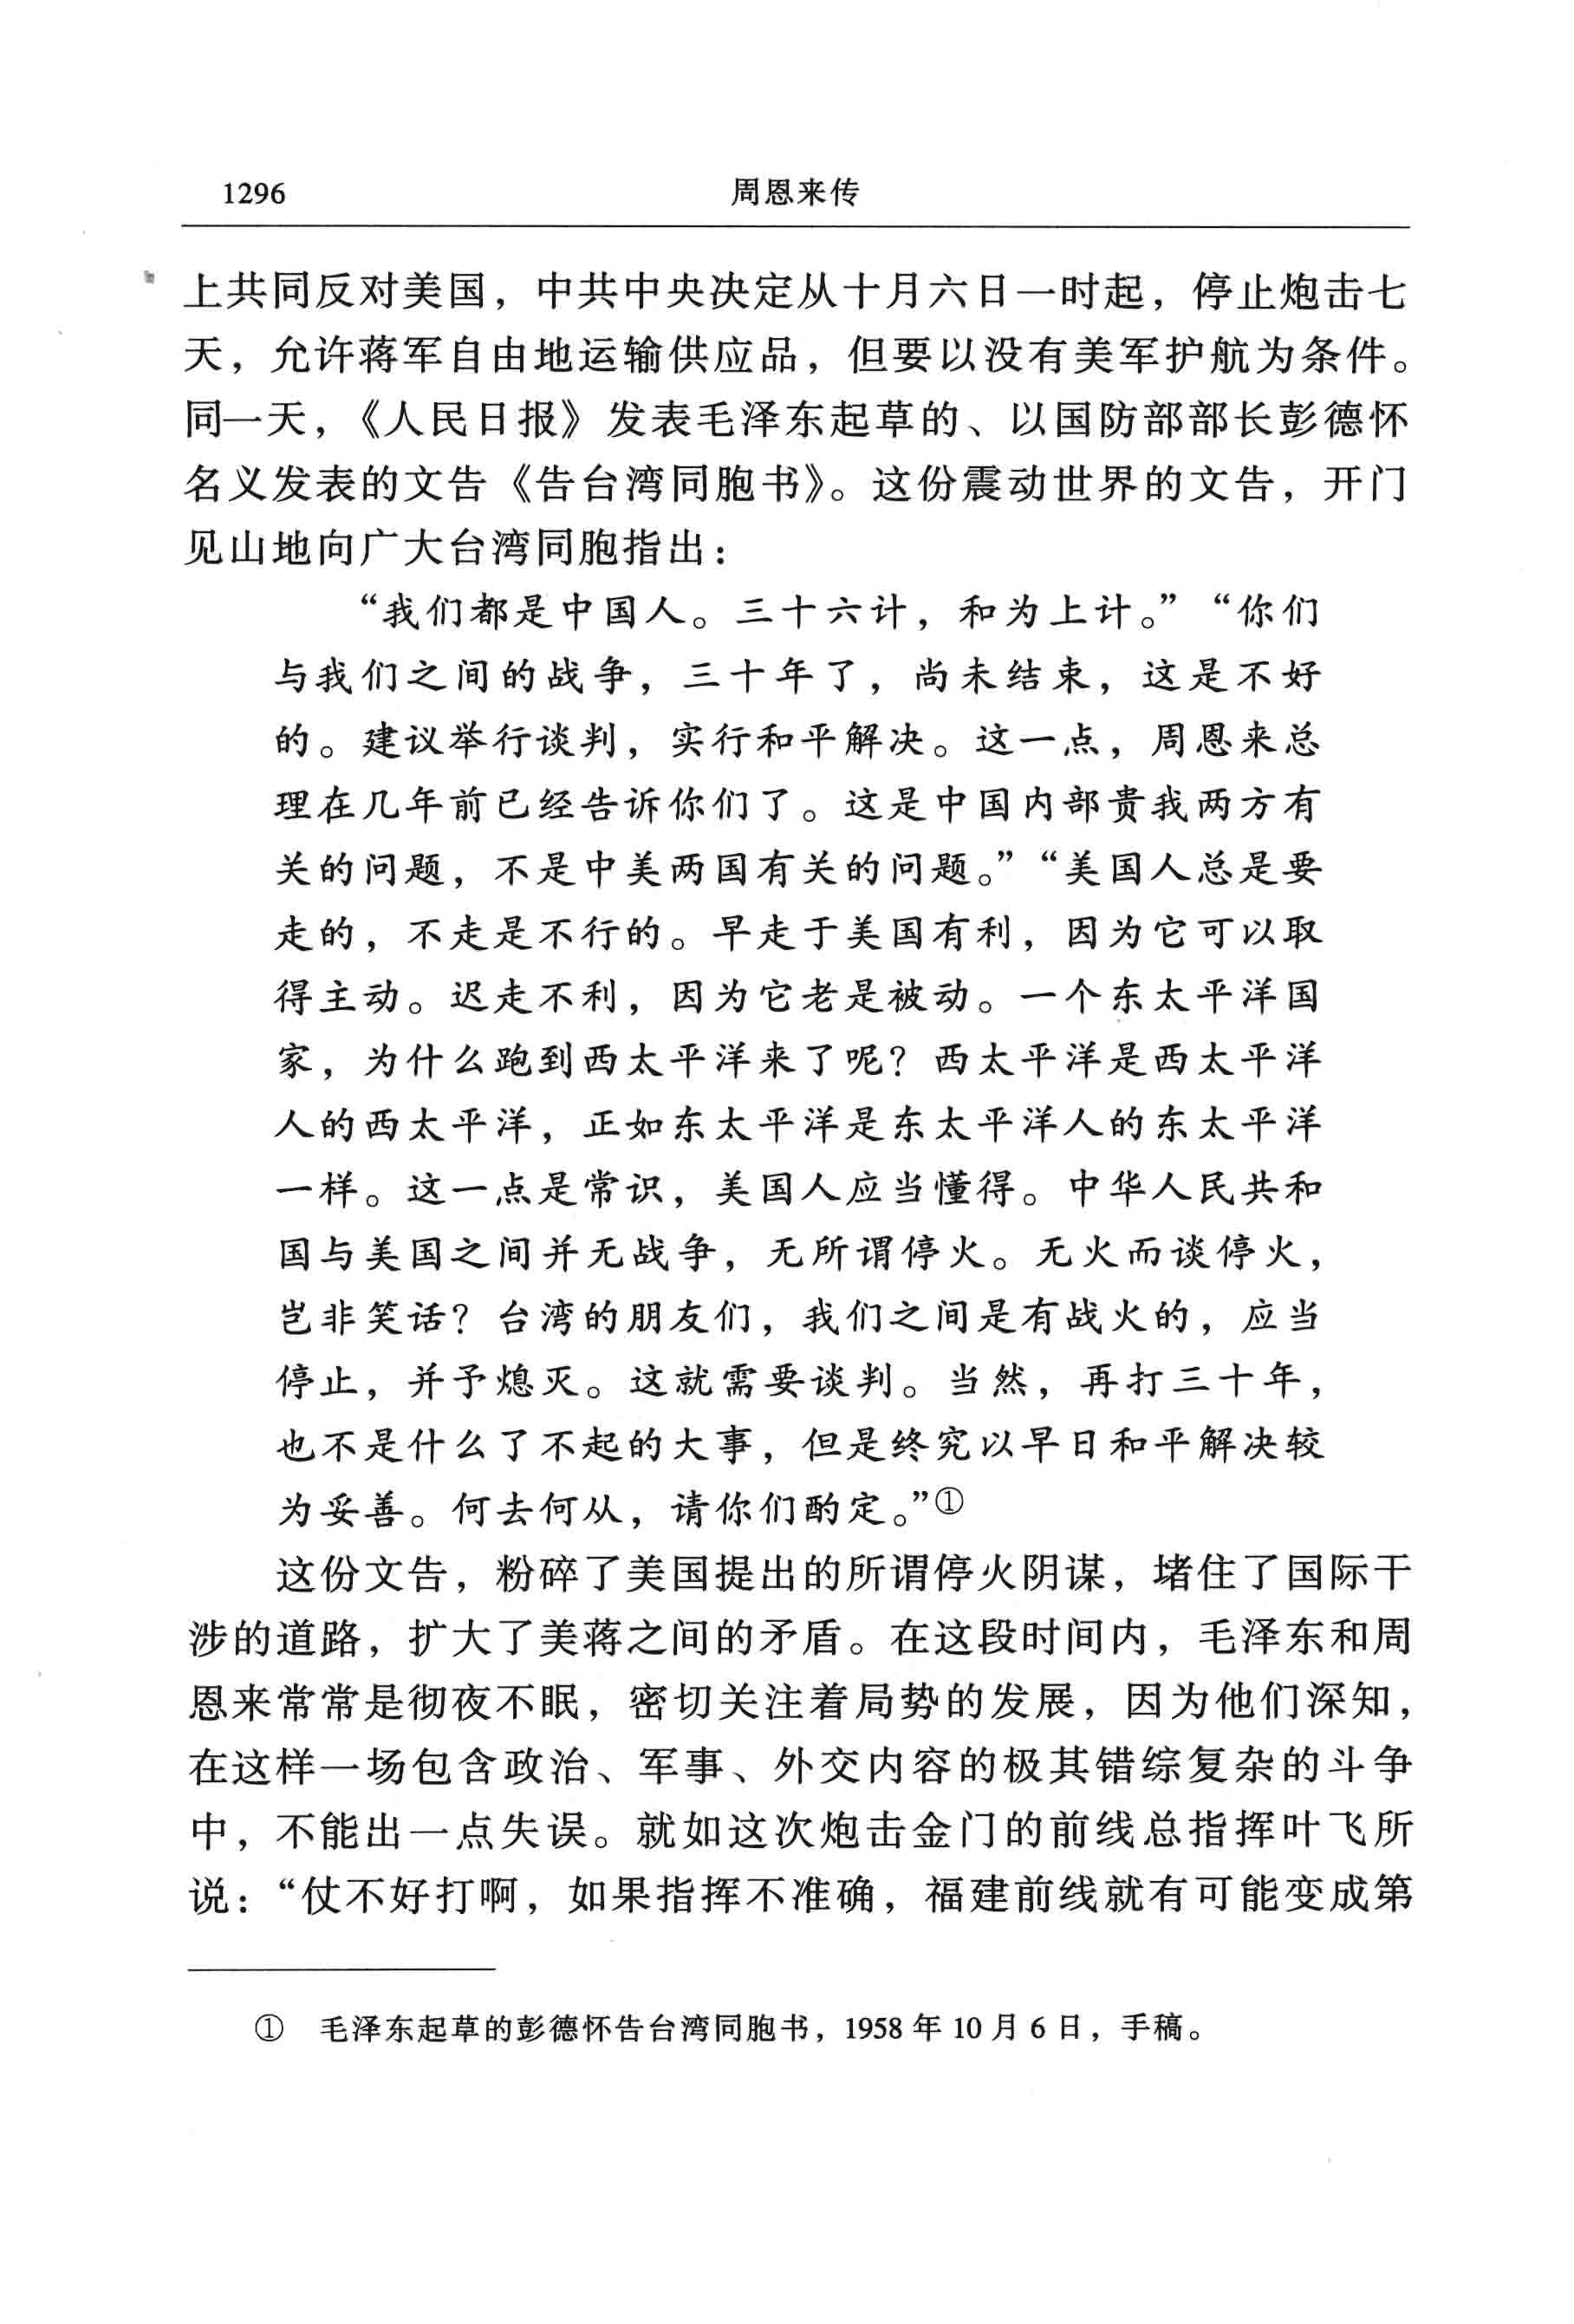 1296
周恩来传
上共同反对美国，中共中央决定从十月六日一时起，停止炮击七
天，允许蒋军自由地运输供应品，但要以没有美军护航为条件。
同一天，《人民日报》发表毛泽东起草的、以国防部部长彭德怀
名义发表的文告《告台湾同胞书》。这份震动世界的文告，开门
见山地向广大台湾同胞指出：
“我们都是中国人。三十六计，和为上计。”“你们
与我们之间的战争，三十年了，尚未结束，这是不好
的。建议举行谈判，实行和平解决。这一点，周恩来总
理在几年前已经告诉你们了。这是中国内部贵我两方有
关的问题，不是中美两国有关的问题。”“美国人总是要
走的，不走是不行的。早走于美国有利，因为它可以取
得主动。迟走不利，因为它老是被动。一个东太平洋国
家，为什么跑到西太平洋来了呢？西太平洋是西太平洋
人的西太平洋，正如东太平洋是东太平洋人的东太平洋
一样。这一点是常识，美国人应当懂得。中华人民共和
国与美国之间并无战争，无所谓停火。无火而谈停火，
岂非笑话？台湾的朋友们，我们之间是有战火的，应当
停止，并予熄灭。这就需要谈判。当然，再打三十年，
也不是什么了不起的大事，但是终究以早日和平解决较
为妥善。何去何从，请你们酌定。”①
这份文告，粉碎了美国提出的所谓停火阴谋，堵住了国际干
涉的道路，扩大了美蒋之间的矛盾。在这段时间内，毛泽东和周
恩来常常是彻夜不眠，密切关注着局势的发展，因为他们深知，
在这样一场包含政治、军事、外交内容的极其错综复杂的斗争
中，不能出一点失误。就如这次炮击金门的前线总指挥叶飞所
说：“仗不好打啊，如果指挥不准确，福建前线就有可能变成第
① 毛泽东起草的彭德怀告台湾同胞书，1958 年 10 月 6 日，手稿。